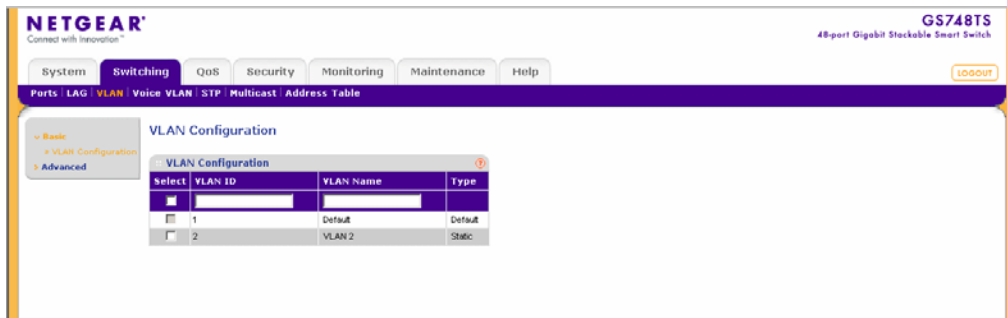 NETGEAR
Connect with Innovation™
GS748TS
48-port Gigabit Stackable Smart Switch
System Switching QoS Security Monitoring Maintenance Help
LOGOUT
Ports LAG VLAN Voice VLAN STP Multicast Address Table
Basic
VLAN Configuration
Advanced
VLAN Configuration
VLAN Configuration
Select VLAN ID VLAN Name Type
1 Default Default
2 VLAN 2 Static